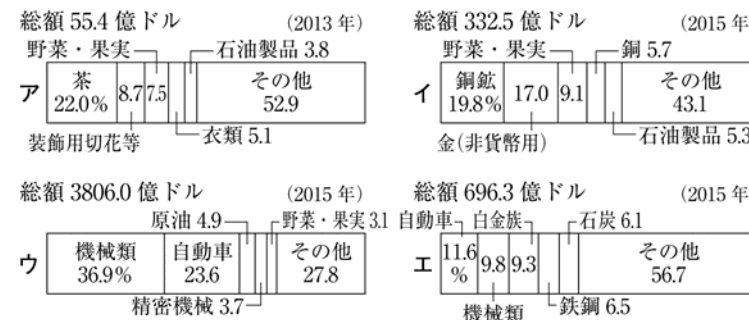 総額 55.4 億ドル (2013 年)
野菜・果実 石油製品 3.8
ア 茶 22.0% 8.7 7.5 その他 52.9
装飾用切花等 衣類 5.1
総額 332.5 億ドル (2015 年
野菜・果実 銅 5.7
イ 銅鉱 19.8% 17.0 9.1 その他 43.1
金(非貨幣用) 石油製品 5.3
総額 3806.0 億ドル (2015 年)
原油 4.9 野菜・果実 3.1
ウ 機械類 36.9% 自動車 23.6 その他 27.8
精密機械 3.7
総額 696.3 億ドル (2015 年
自動車 白金族 石炭 6.1
エ 11.6 % 9.8 9.3 その他 56.7
機械類 鉄鋼 6.5